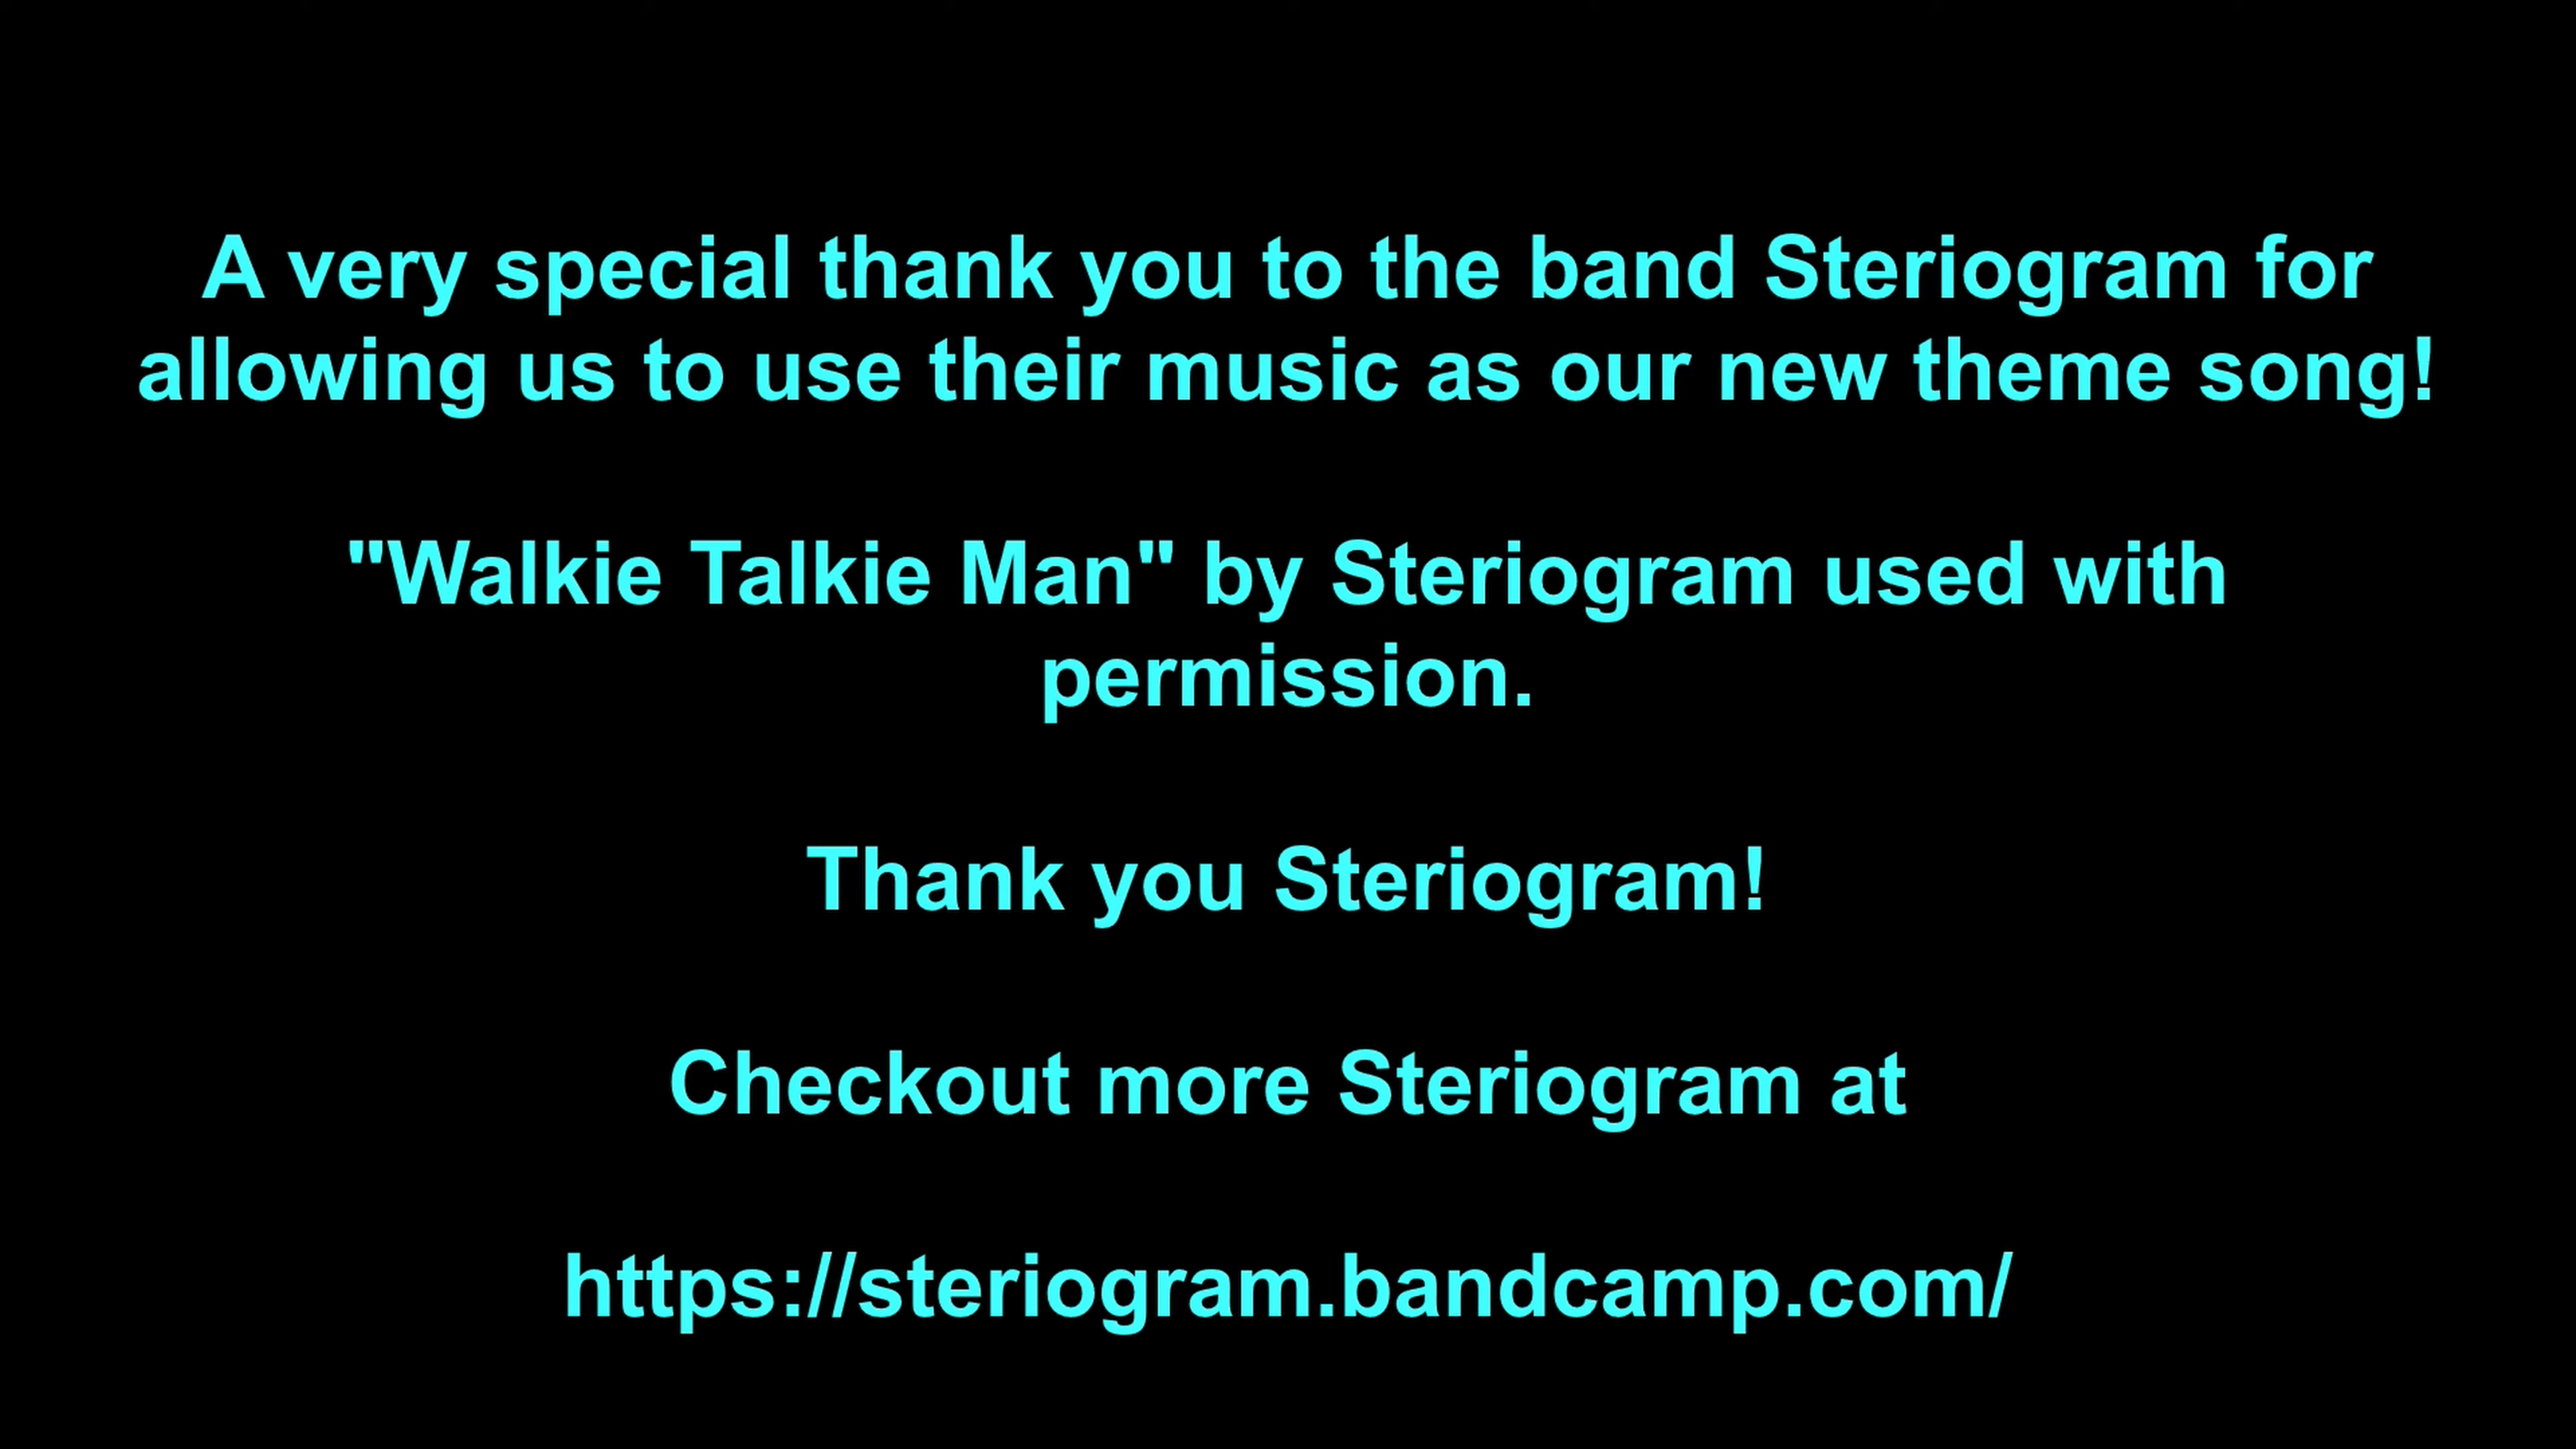 A very special thank you to the band Steriogram for
allowing us to use their music as our new theme song!
"Walkie Talkie Man" by Steriogram used with
permission.
Thank you Steriogram!
Checkout more Steriogram at
https://steriogram.bandcamp.com/